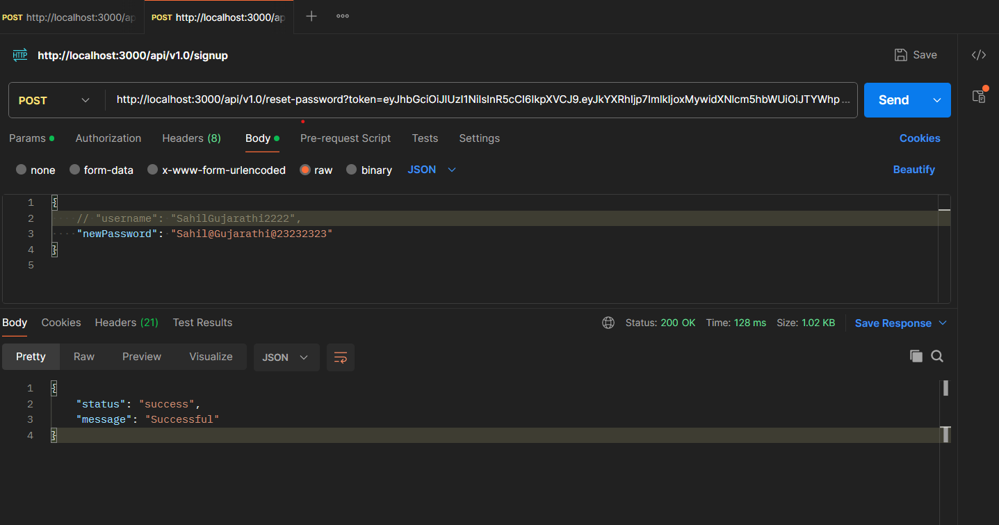 POST http://localhost:3000/ap POST http://localhost:3000/ap
HTTP http://localhost:3000/api/v1.0/signup Save
POST http://localhost:3000/api/v1.0/reset-password?token=eyJhbGciOiJIUzI1NiIsInR5cCI6IkpXVCJ9.eyJkYXRhIjp7ImlkIjoxMywidXNlcm5hbWUiOiJTYWhp ... Send
Params Authorization Headers (8) Body Pre-request Script Tests Settings Cookies
none form-data x-www-form-urlencoded raw binary JSON Beautify
1 {
2 // "username": "SahilGujarathi2222",
3 "newPassword": "Sahil@Gujarathi@23232323"
4 }
5
Body Cookies Headers (21) Test Results Status: 200 OK Time: 128 ms Size: 1.02 KB Save Response
Pretty Raw Preview Visualize JSON
1 {
2 "status": "success",
3 "message": "Successful"
4 }